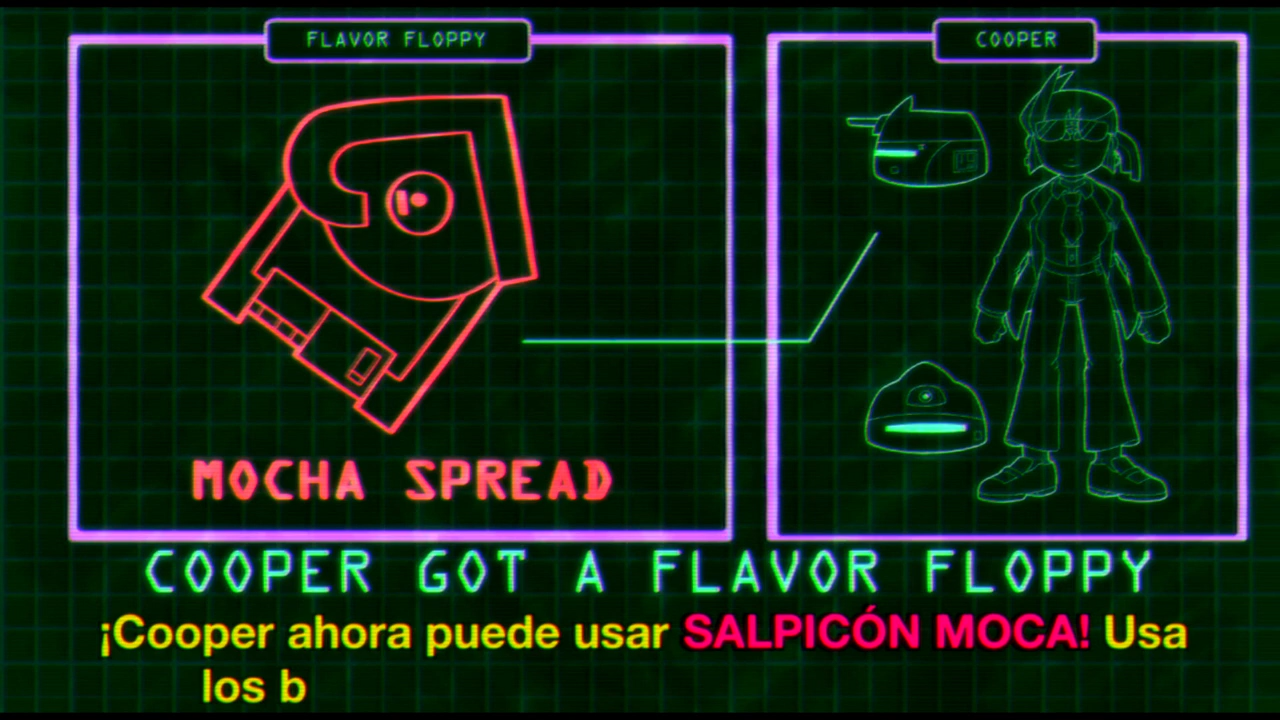 FLAVOR FLOPPY
COOPER
MOCHA SPREAD
COOPER GOT A FLAVOR FLOPPY
¡Cooper ahora puede usar SALPICÓN MOCA! Usa
los b